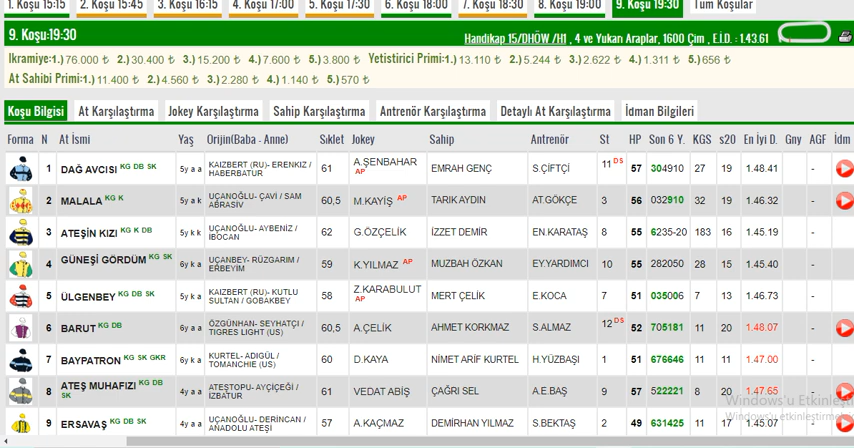 1. Koşu 15:15 2. Koşu 15:45 3. Koşu 16:15 4. Koşu 17:00 5. Koşu 17:30 6. Koşu 18:00 7. Koşu 18:30 8. Koşu 19:00 9. Koşu 19:30 Tüm Koşular
9. Koşu:19:30 Handikap 15/DHÖW /H1 , 4 ve Yukarı Araplar, 1600 Çim , E.İ.D. : 1.43.61
Ikramiye:1.) 76.000 ₺ 2.) 30.400 ₺ 3.) 15.200 ₺ 4.) 7.600 ₺ 5.) 3.800 ₺ Yetistirici Primi:1.) 13.110 ₺ 2.) 5.244 ₺ 3.) 2.622 ₺ 4.) 1.311 ₺ 5.) 656 ₺
At Sahibi Primi:1.) 11.400 ₺ 2.) 4.560 ₺ 3.) 2.280 ₺ 4.) 1.140 ₺ 5.) 570 ₺
Koşu Bilgisi At Karşılaştırma Jokey Karşılaştırma Sahip Karşılaştırma Antrenör Karşılaştırma Detaylı At Karşılaştırma İdman Bilgileri
Forma N At İsmi Yaş Orijin(Baba - Anne) Sıklet Jokey Sahip Antrenör St HP Son 6 Y. KGS s20 En İyi D. Gny AGF İdm
1 DAĞ AVCISI KG DB SK 5y a a KAIZBERT (RU)- ERENKIZ / HABERBATUR 61 A.ŞENBAHAR AP EMRAH GENÇ S.ÇİFTÇİ 11 DS 57 304910 27 19 1.48.41 -
2 MALALA KG K 5y a k UÇANOĞLU- ÇAVİ / SAM ABRASIV 60,5 M.KAYIŞ AP TARIK AYDIN AT.GÖKÇE 3 56 032910 32 19 1.46.32 -
3 ATEŞİN KIZI KG K DB 5y k k UÇANOĞLU- AYBENİZ / İBOCAN 62 G.ÖZÇELİK İZZET DEMİR EN.KARATAŞ 8 55 6235-20 183 16 1.45.19 -
4 GÜNEŞİ GÖRDÜM KG SK 6y k a UÇANBEY- RÜZGARIM / ERBEYİM 59 K.YILMAZ AP MUZBAH ÖZKAN EY.YARDIMCI 10 55 282050 28 15 1.45.40 -
5 ÜLGENBEY KG DB SK 5y k a KAIZBERT (RU)- KUTLU SULTAN / GOBAKBEY 58 Z.KARABULUT AP MERT ÇELİK E.KOCA 7 51 035006 7 13 1.46.73 -
6 BARUT KG DB 6y a a ÖZGÜNHAN- SEYHATÇI / TIGRES LIGHT (US) 60,5 A.ÇELİK AHMET KORKMAZ S.ALMAZ 12 DS 52 705181 11 20 1.48.07 -
7 BAYPATRON KG SK GKR 6y k a KURTEL- ADIGÜL / TOMANCHIE (US) 60 D.KAYA NİMET ARİF KURTEL H.YÜZBAŞI 1 51 676646 11 11 1.47.00 -
8 ATEŞ MUHAFIZI KG DB SK 4y a a ATEŞTOPU- AYÇİÇEĞİ / İZBATUR 61 VEDAT ABİŞ ÇAĞRI SEL A.E.BAŞ 9 57 522221 8 20 1.47.65 -
Windows'u Etkinleştir
9 ERSAVAŞ KG DB SK 4y a a UÇANOĞLU- DERİNCAN / ANADOLU ATEŞİ 57 A.KAÇMAZ DEMİRHAN YILMAZ S.BEKTAŞ 2 49 631425 11 17 1.45.07 -
Windows'u etkinleştirme